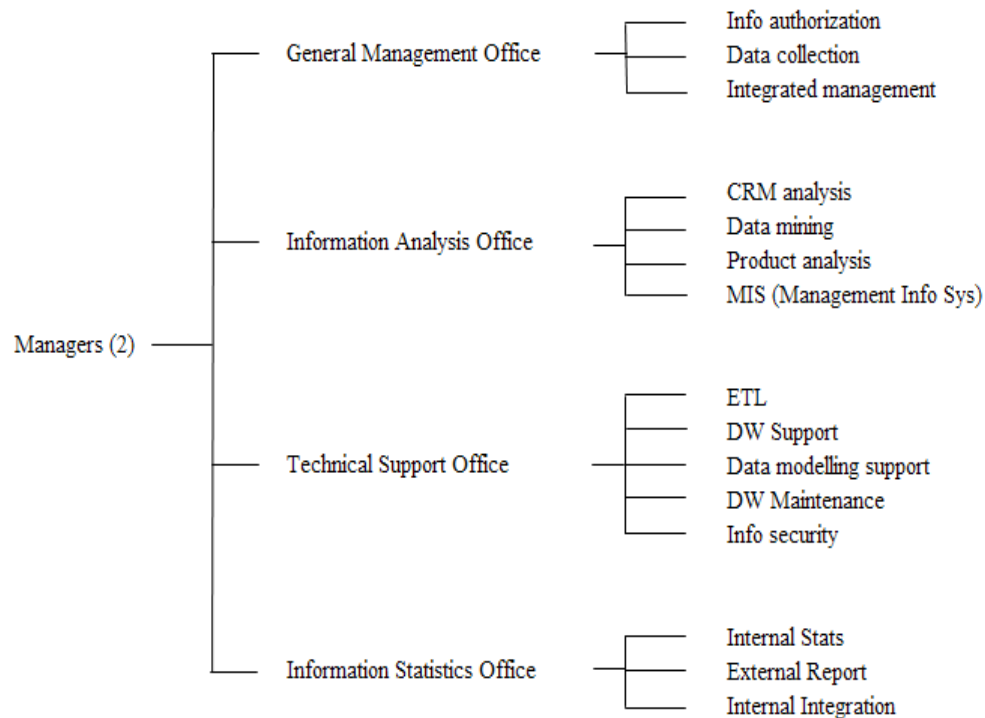 Info authorization
General Management Office
Data collection
Integrated management
CRM analysis
Data mining
Information Analysis Office
Product analysis
MIS (Management Info Sys)
Managers (2)
ETL
DW Support
Technical Support Office
Data modelling support
DW Maintenance
Info security
Internal Stats
Information Statistics Office
External Report
Internal Integration